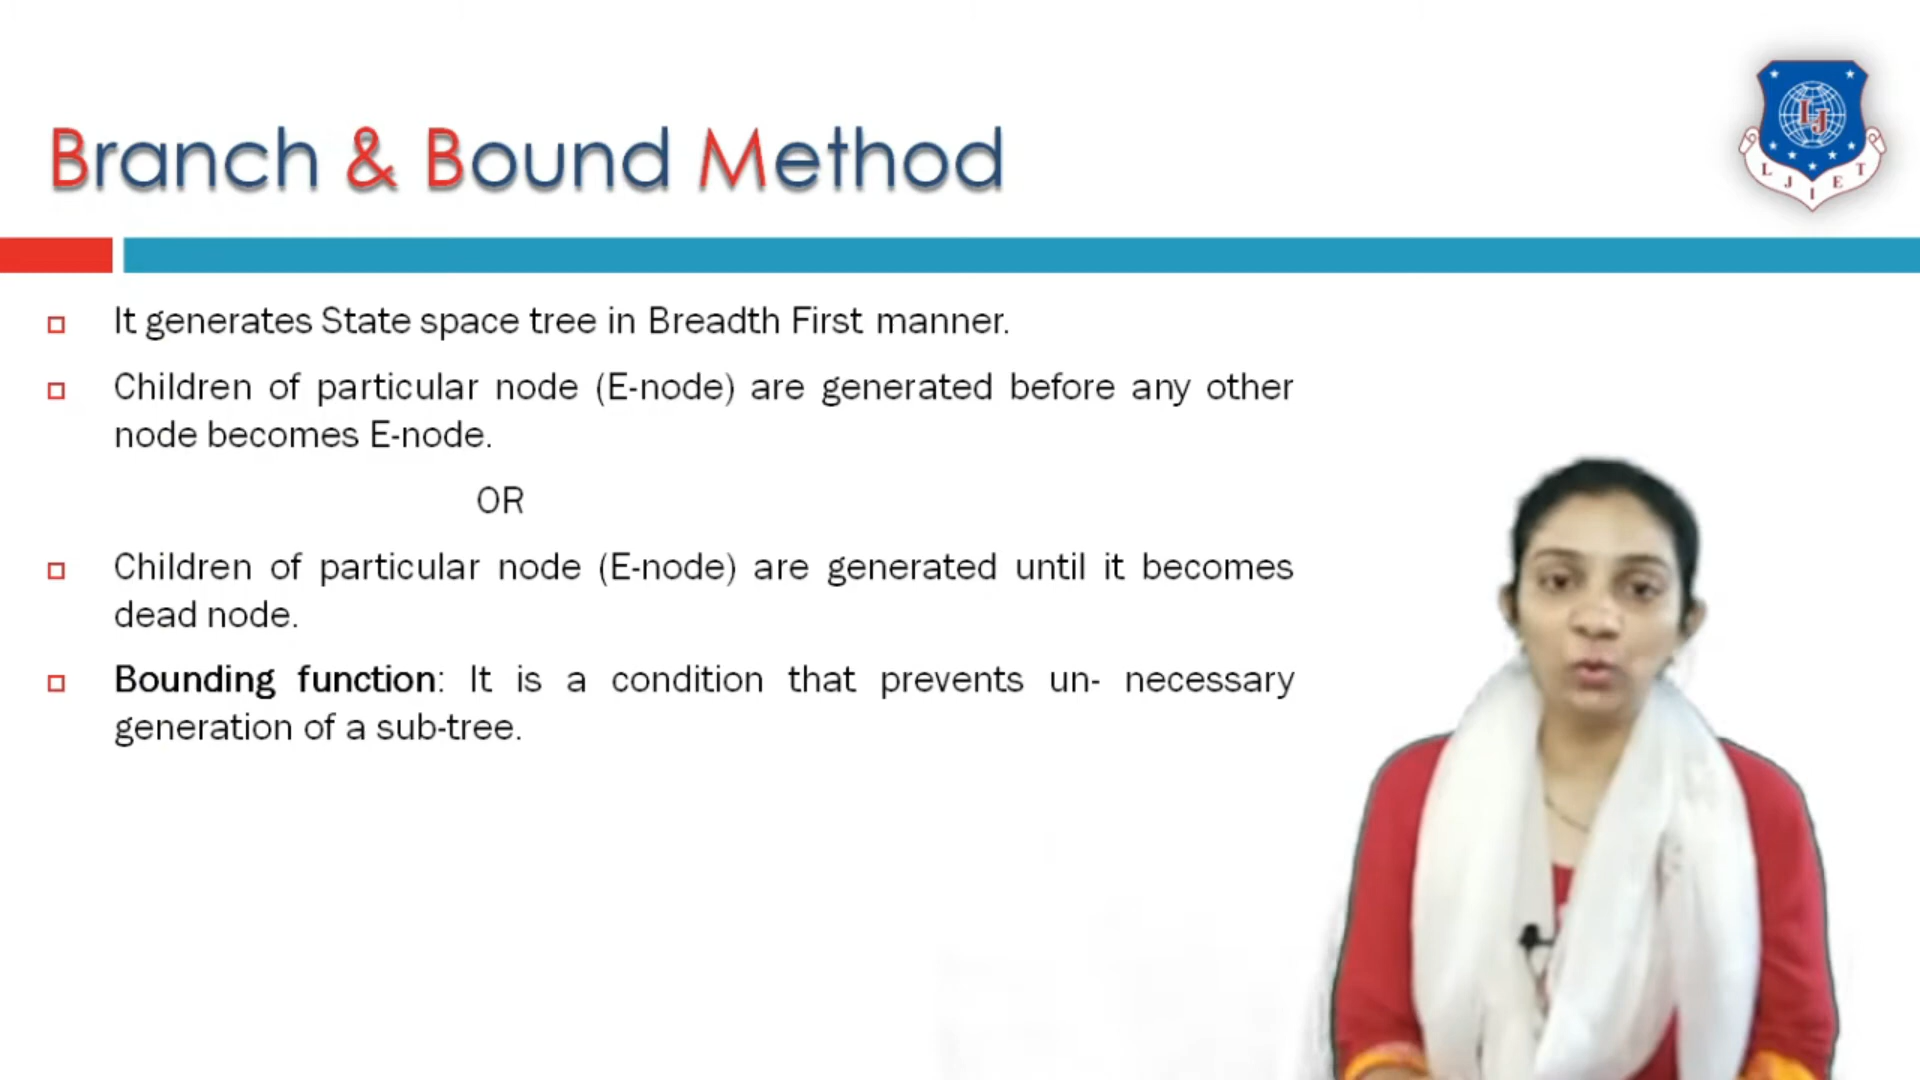 Branch & Bound Method
LJ
L J I E T
It generates State space tree in Breadth First manner.
Children of particular node (E-node) are generated before any other
node becomes E-node.
OR
Children of particular node (E-node) are generated until it becomes
dead node.
Bounding function: It is a condition that prevents un- necessary
generation of a sub-tree.